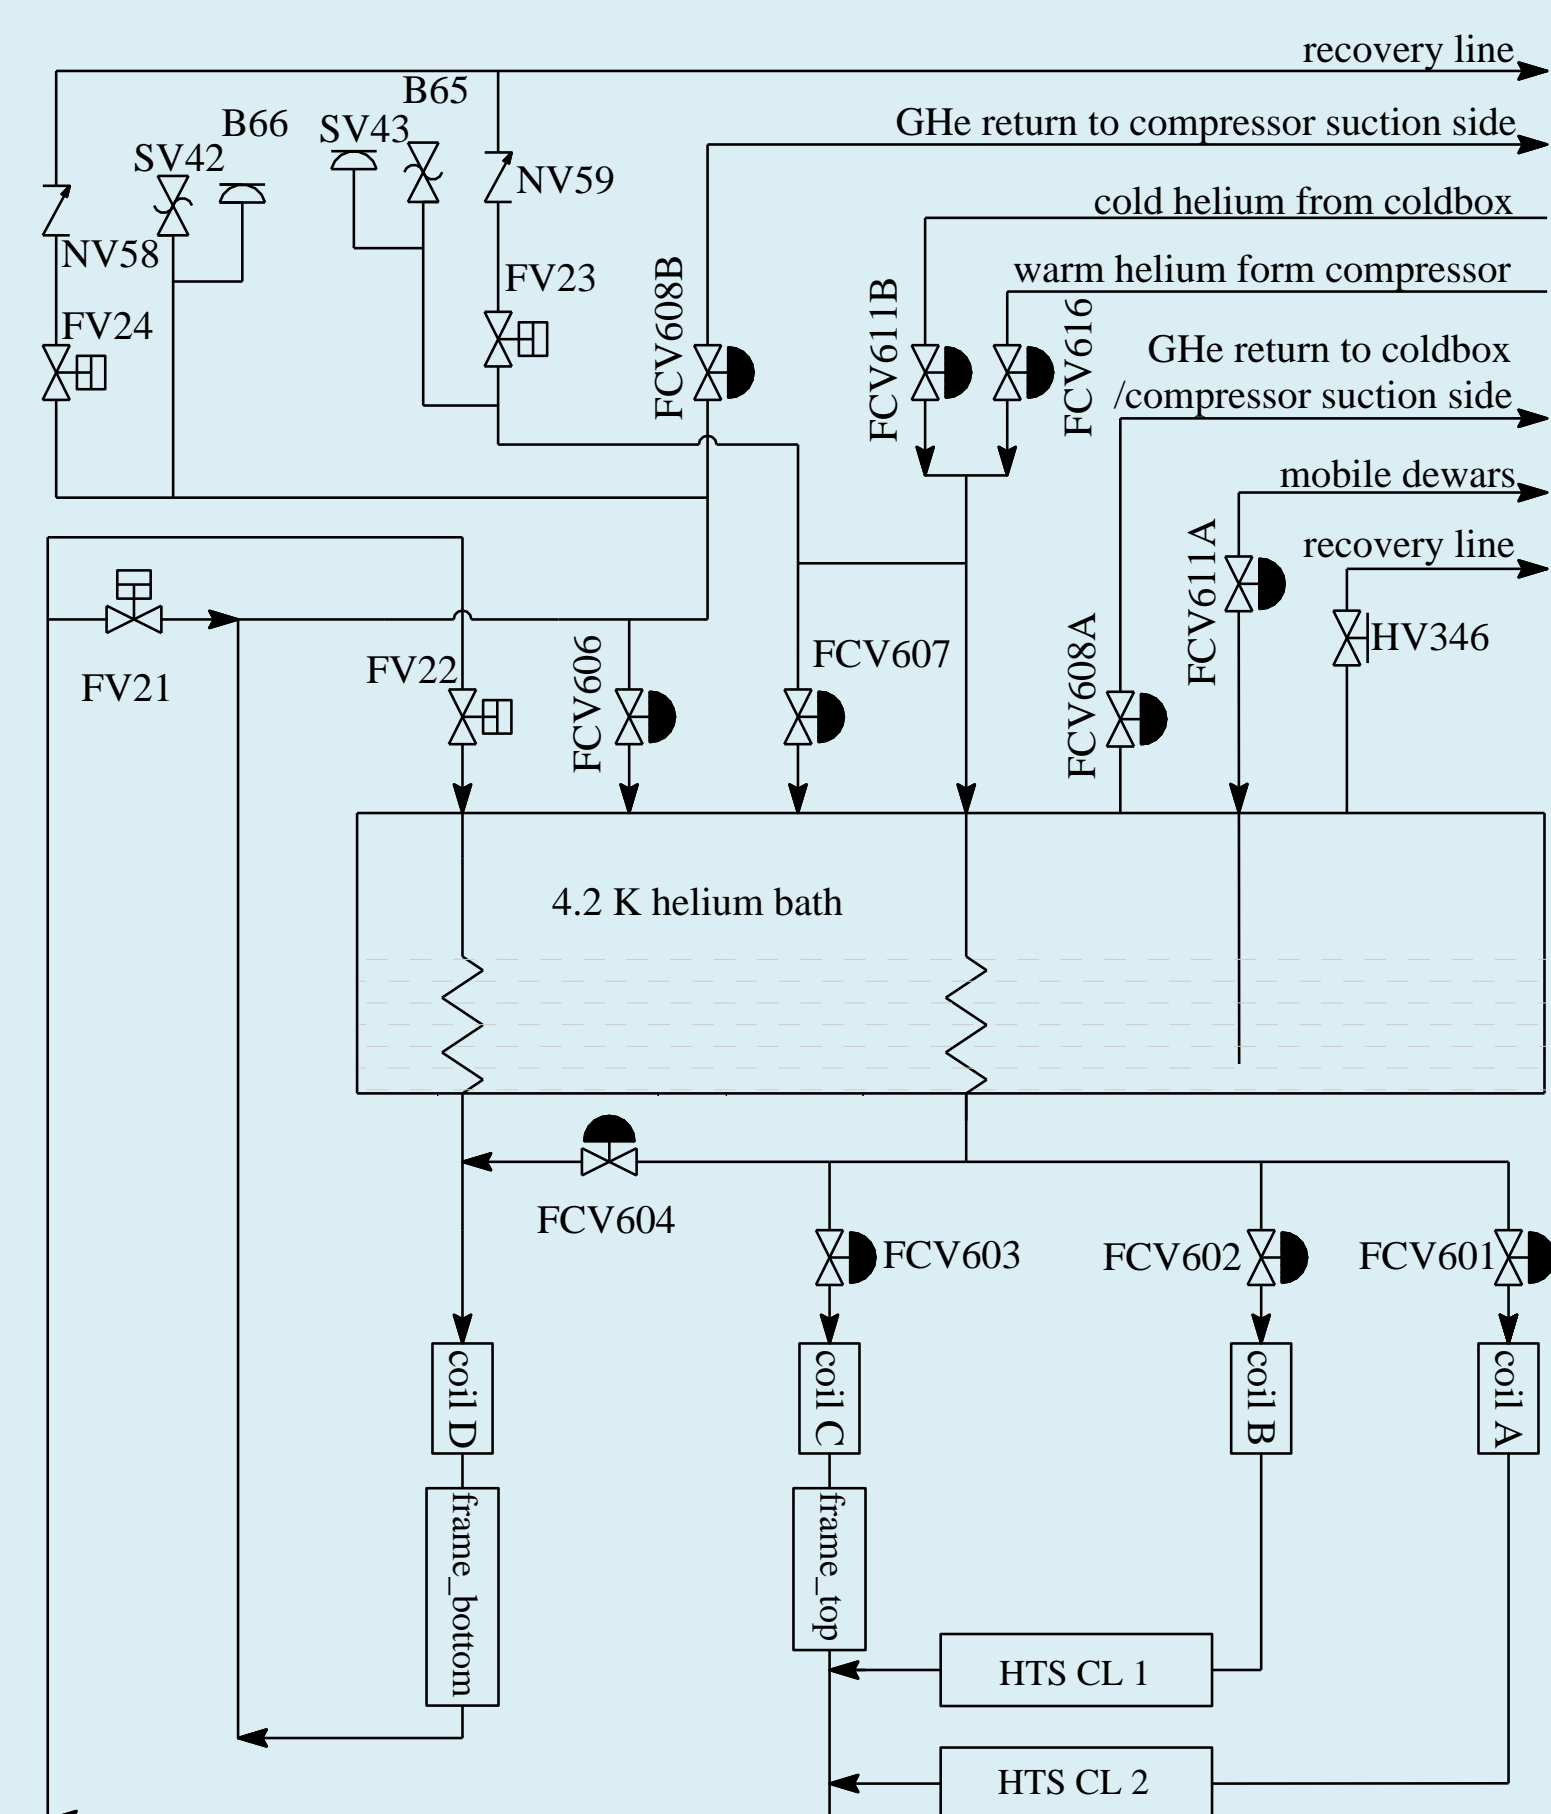 recovery line
B65
B66
SV43
GHe return to compressor suction side
SV42
NV59
cold helium from coldbox
NV58
FV23
warm helium form compressor
FV24
FCV608B
FCV611B
FCV616
GHe return to coldbox
/compressor suction side
mobile dewars
recovery line
FCV611A
HV346
FV21
FV22
FCV606
FCV607
FCV608A
4.2 K helium bath
FCV604
FCV603
FCV602
FCV601
coil D
coil C
coil B
coil A
frame_bottom
frame_top
HTS CL 1
HTS CL 2